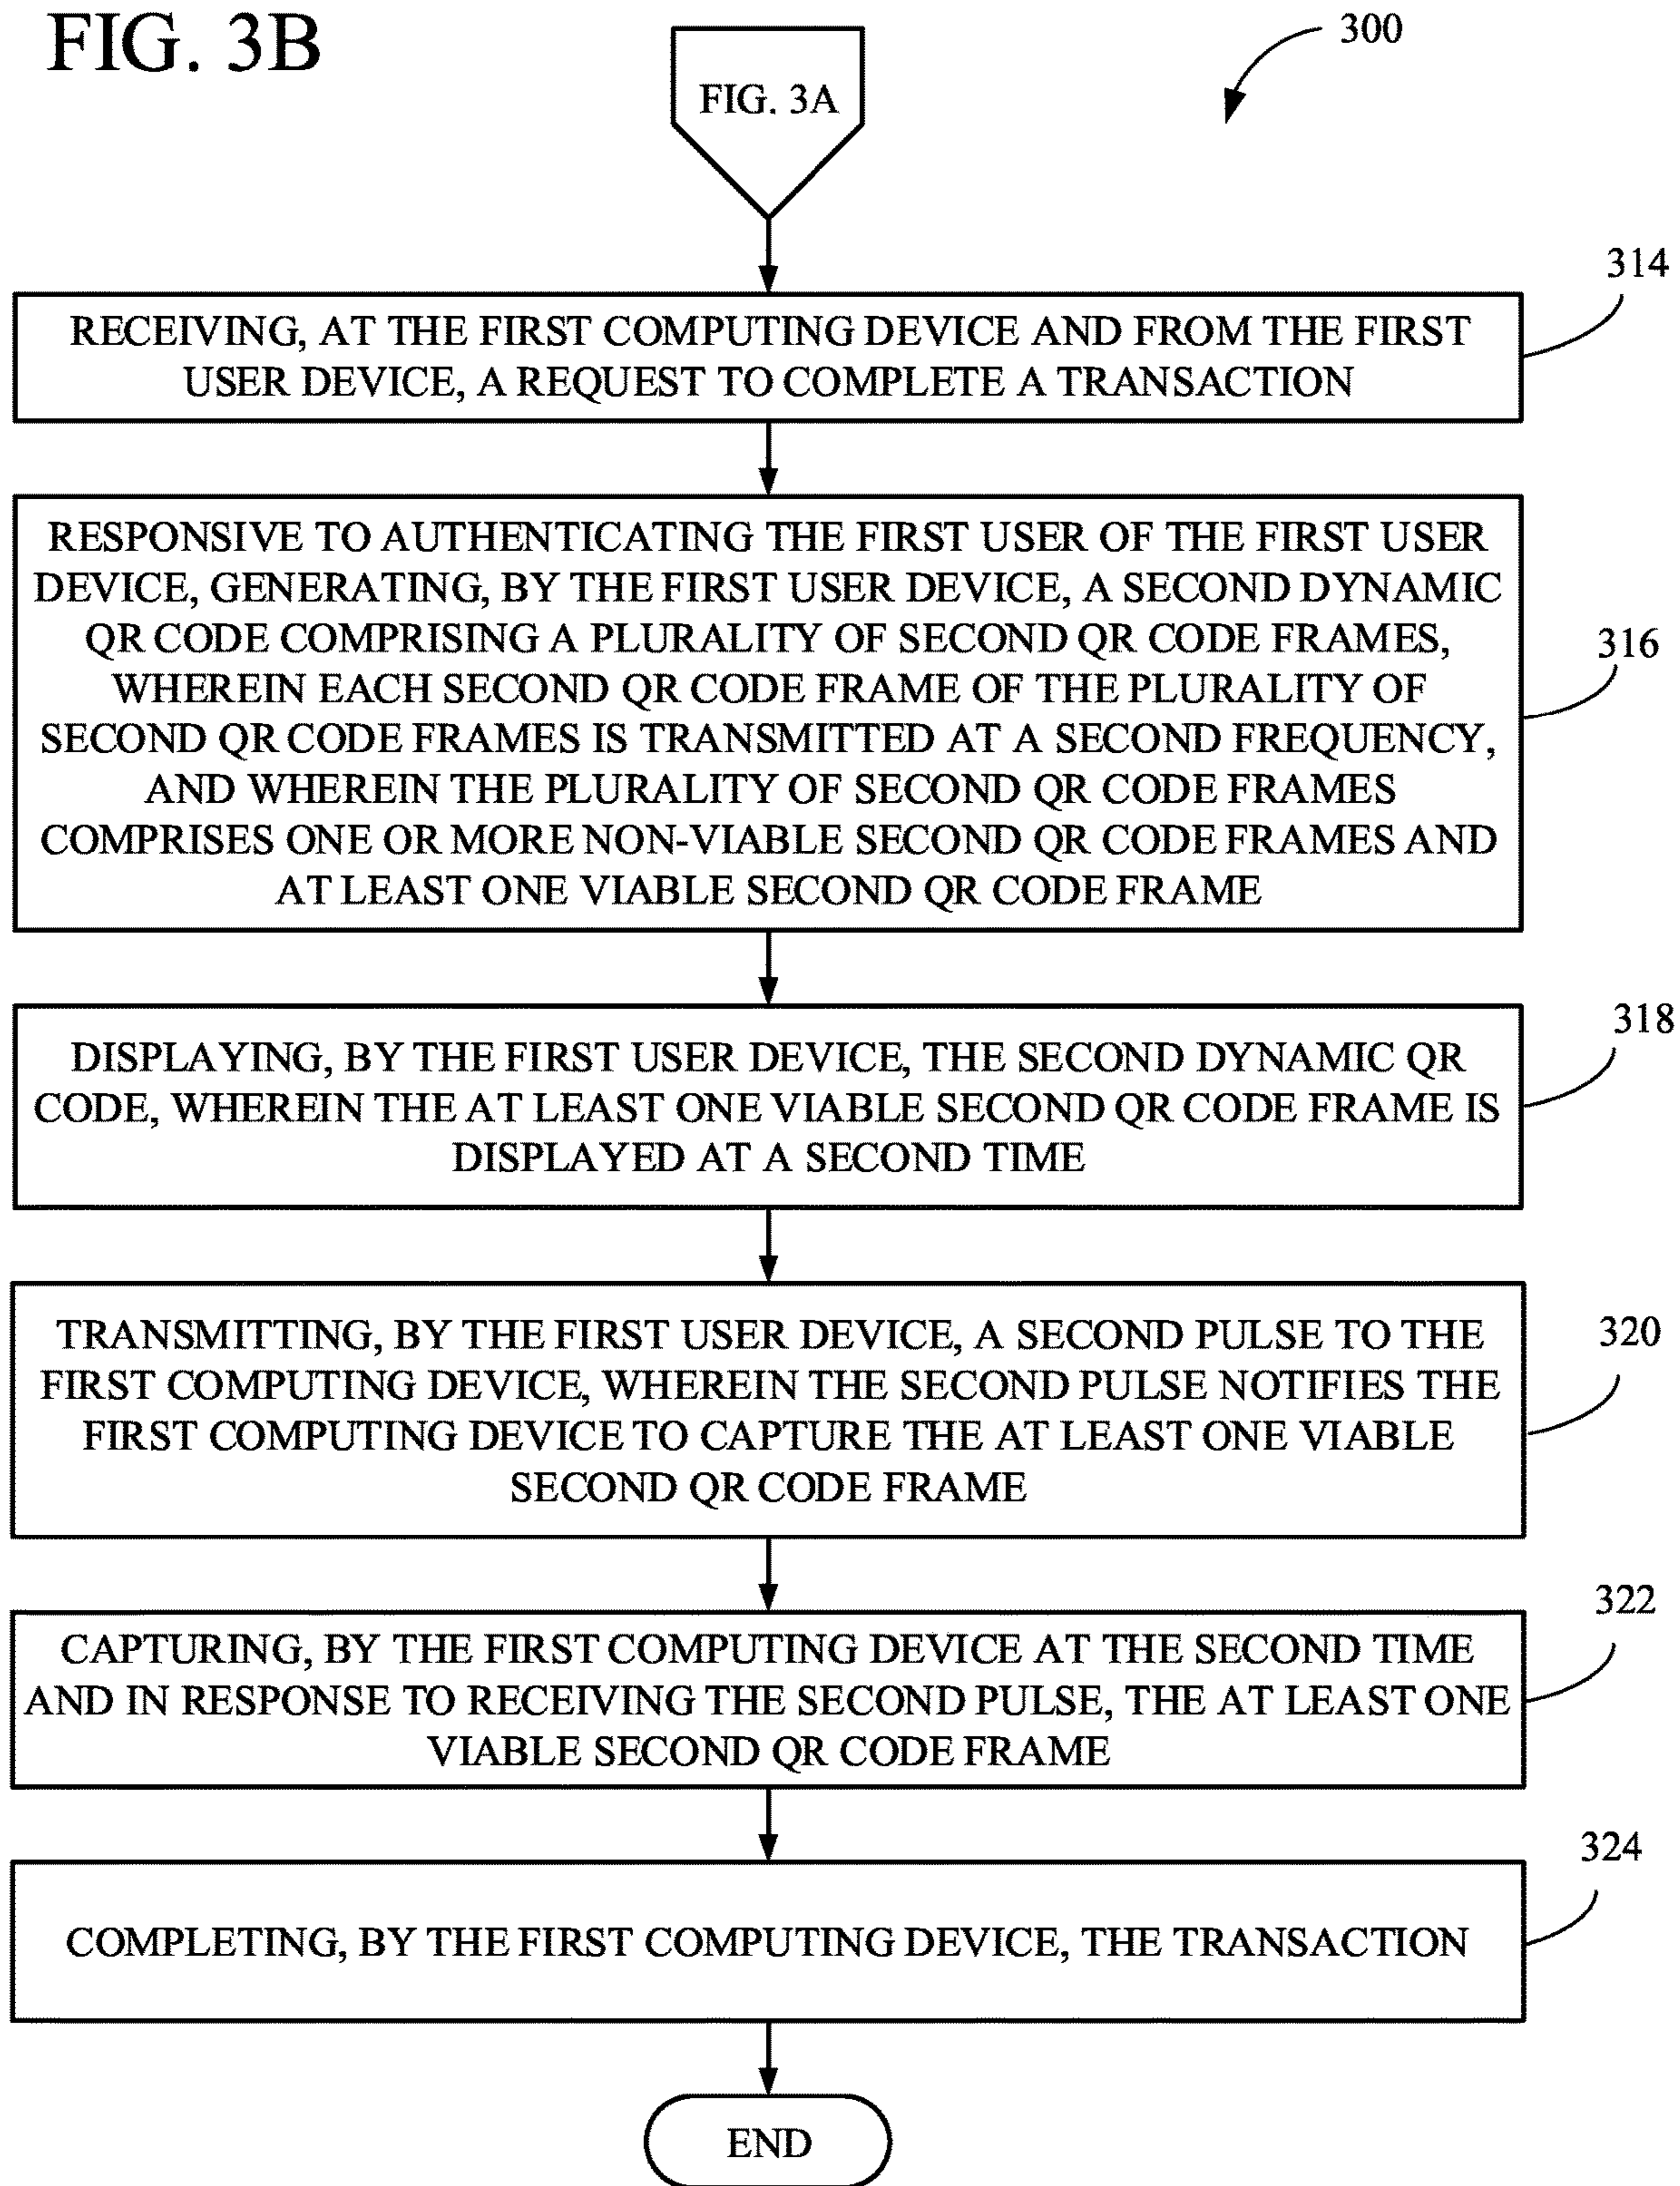 FIG. 3B
300
FIG. 3A
314
RECEIVING, AT THE FIRST COMPUTING DEVICE AND FROM THE FIRST
USER DEVICE, A REQUEST TO COMPLETE A TRANSACTION
316
RESPONSIVE TO AUTHENTICATING THE FIRST USER OF THE FIRST USER
DEVICE, GENERATING, BY THE FIRST USER DEVICE, A SECOND DYNAMIC
QR CODE COMPRISING A PLURALITY OF SECOND QR CODE FRAMES,
WHEREIN EACH SECOND QR CODE FRAME OF THE PLURALITY OF
SECOND QR CODE FRAMES IS TRANSMITTED AT A SECOND FREQUENCY,
AND WHEREIN THE PLURALITY OF SECOND QR CODE FRAMES
COMPRISES ONE OR MORE NON-VIABLE SECOND QR CODE FRAMES AND
AT LEAST ONE VIABLE SECOND QR CODE FRAME
318
DISPLAYING, BY THE FIRST USER DEVICE, THE SECOND DYNAMIC QR
CODE, WHEREIN THE AT LEAST ONE VIABLE SECOND QR CODE FRAME IS
DISPLAYED AT A SECOND TIME
320
TRANSMITTING, BY THE FIRST USER DEVICE, A SECOND PULSE TO THE
FIRST COMPUTING DEVICE, WHEREIN THE SECOND PULSE NOTIFIES THE
FIRST COMPUTING DEVICE TO CAPTURE THE AT LEAST ONE VIABLE
SECOND QR CODE FRAME
322
CAPTURING, BY THE FIRST COMPUTING DEVICE AT THE SECOND TIME
AND IN RESPONSE TO RECEIVING THE SECOND PULSE, THE AT LEAST ONE
VIABLE SECOND QR CODE FRAME
324
COMPLETING, BY THE FIRST COMPUTING DEVICE, THE TRANSACTION
END